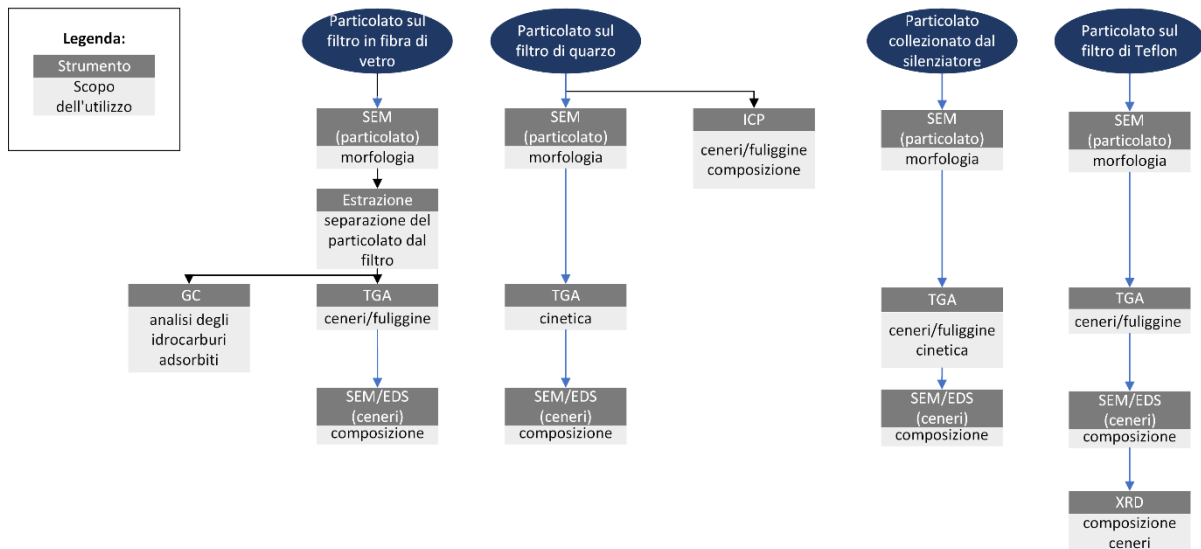 Legenda:
Strumento
Scopo
dell'utilizzo
Particolato sul
filtro in fibra di
vetro
SEM
(particolato)
morfologia
Estrazione
separazione del
particolato dal
filtro
GC
analisi degli
idrocarburi
adsorbiti
TGA
ceneri/fuliggine
SEM/EDS
(ceneri)
composizione
Particolato sul
filtro di quarzo
SEM
(particolato)
morfologia
ICP
ceneri/fuliggine
composizione
TGA
cinetica
SEM/EDS
(ceneri)
composizione
Particolato
collezionato dal
silenziatore
SEM
(particolato)
morfologia
TGA
ceneri/fuliggine
cinetica
SEM/EDS
(ceneri)
composizione
Particolato sul
filtro di Teflon
SEM
(particolato)
morfologia
TGA
ceneri/fuliggine
SEM/EDS
(ceneri)
composizione
XRD
composizione
ceneri